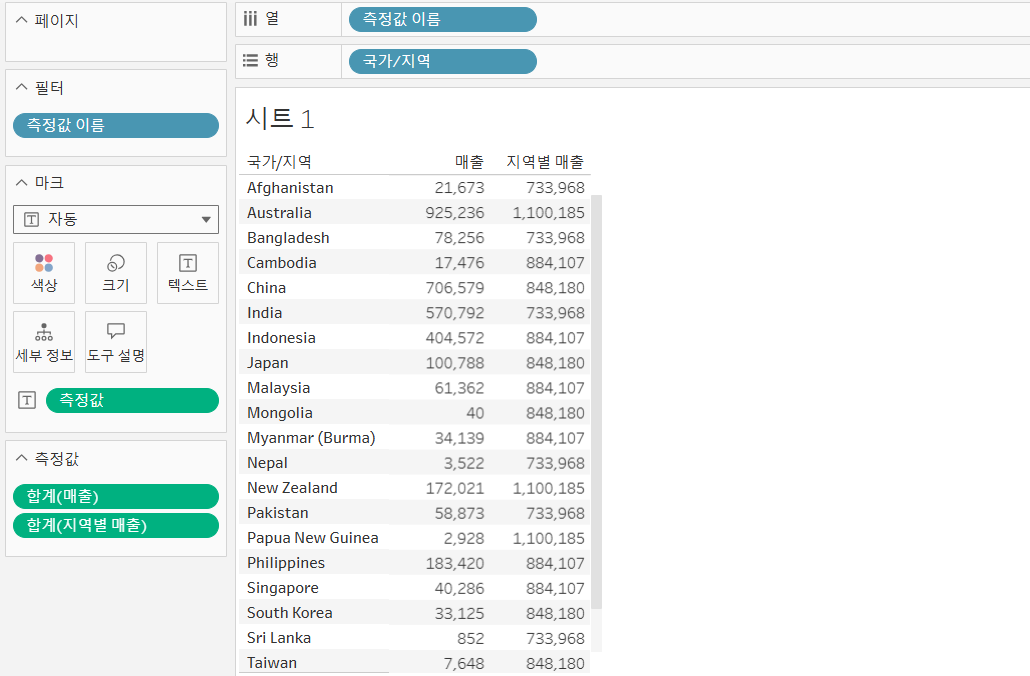 페이지
필터
측정값 이름
마크
자동
색상 크기 텍스트
세부 정보 도구 설명
측정값
측정값
합계(매출)
합계(지역별 매출)
열 측정값 이름
행 국가/지역
시트 1
국가/지역 매출 지역별 매출
Afghanistan 21,673 733,968
Australia 925,236 1,100,185
Bangladesh 78,256 733,968
Cambodia 17,476 884,107
China 706,579 848,180
India 570,792 733,968
Indonesia 404,572 884,107
Japan 100,788 848,180
Malaysia 61,362 884,107
Mongolia 40 848,180
Myanmar (Burma) 34,139 884,107
Nepal 3,522 733,968
New Zealand 172,021 1,100,185
Pakistan 58,873 733,968
Papua New Guinea 2,928 1,100,185
Philippines 183,420 884,107
Singapore 40,286 884,107
South Korea 33,125 848,180
Sri Lanka 852 733,968
Taiwan 7,648 848,180